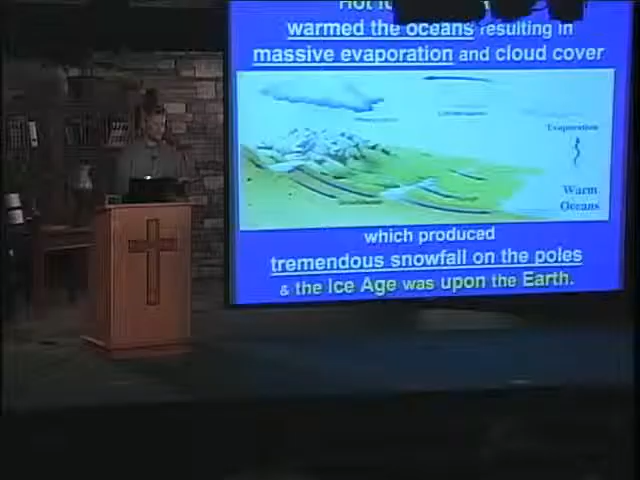 warmed the oceans resulting in
massive evaporation and cloud cover
Evaporation
Warm
Oceans
which produced
tremendous snowfall on the poles
& the Ice Age was upon the Earth.